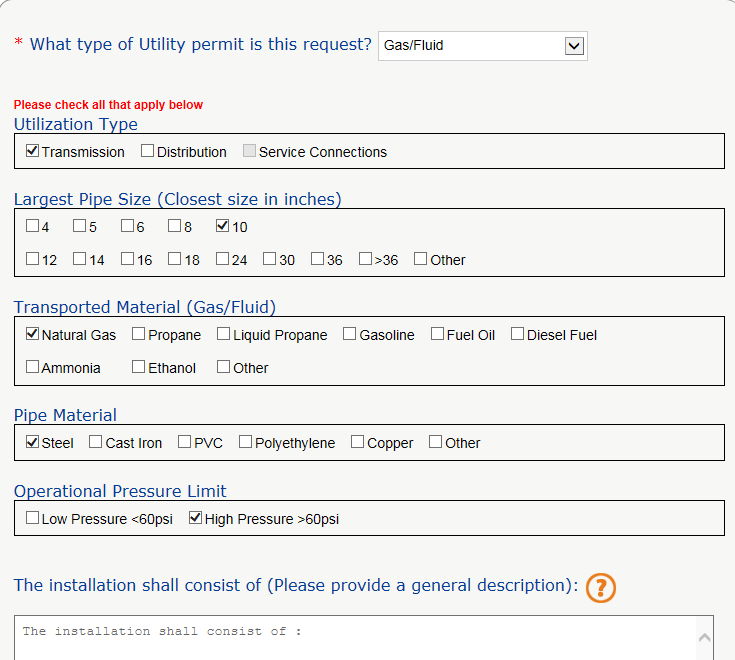 * What type of Utility permit is this request? Gas/Fluid
Please check all that apply below
Utilization Type
Transmission Distribution Service Connections
Largest Pipe Size (Closest size in inches)
4 5 6 8 10
12 14 16 18 24 30 36 >36 Other
Transported Material (Gas/Fluid)
Natural Gas Propane Liquid Propane Gasoline Fuel Oil Diesel Fuel
Ammonia Ethanol Other
Pipe Material
Steel Cast Iron PVC Polyethylene Copper Other
Operational Pressure Limit
Low Pressure <60psi High Pressure >60psi
The installation shall consist of (Please provide a general description): ?
The installation shall consist of :